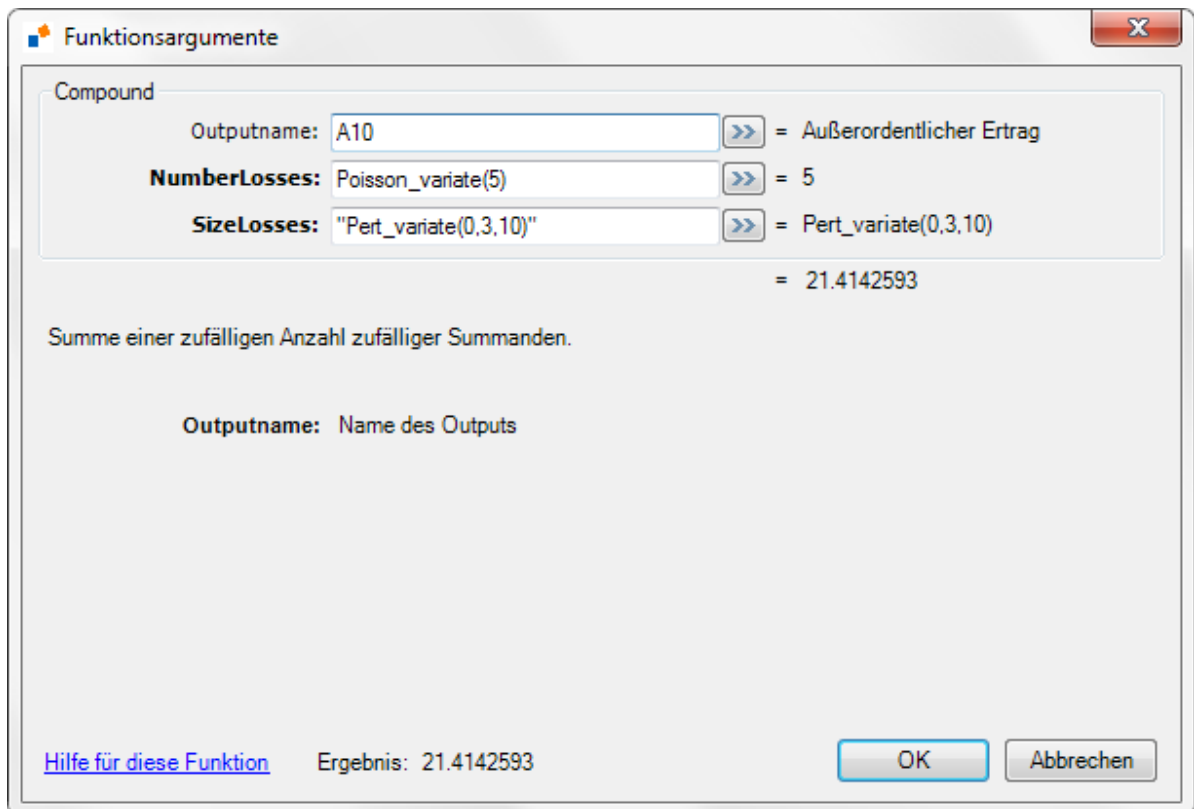 Funktionsargumente
Compound
Outputname: A10 >> = Außerordentlicher Ertrag
NumberLosses: Poisson_variate(5) >> = 5
SizeLosses: "Pert_variate(0,3,10)" >> = Pert_variate(0,3,10)
= 21.4142593
Summe einer zufälligen Anzahl zufälliger Summanden.
Outputname: Name des Outputs
Hilfe für diese Funktion Ergebnis: 21.4142593 OK Abbrechen